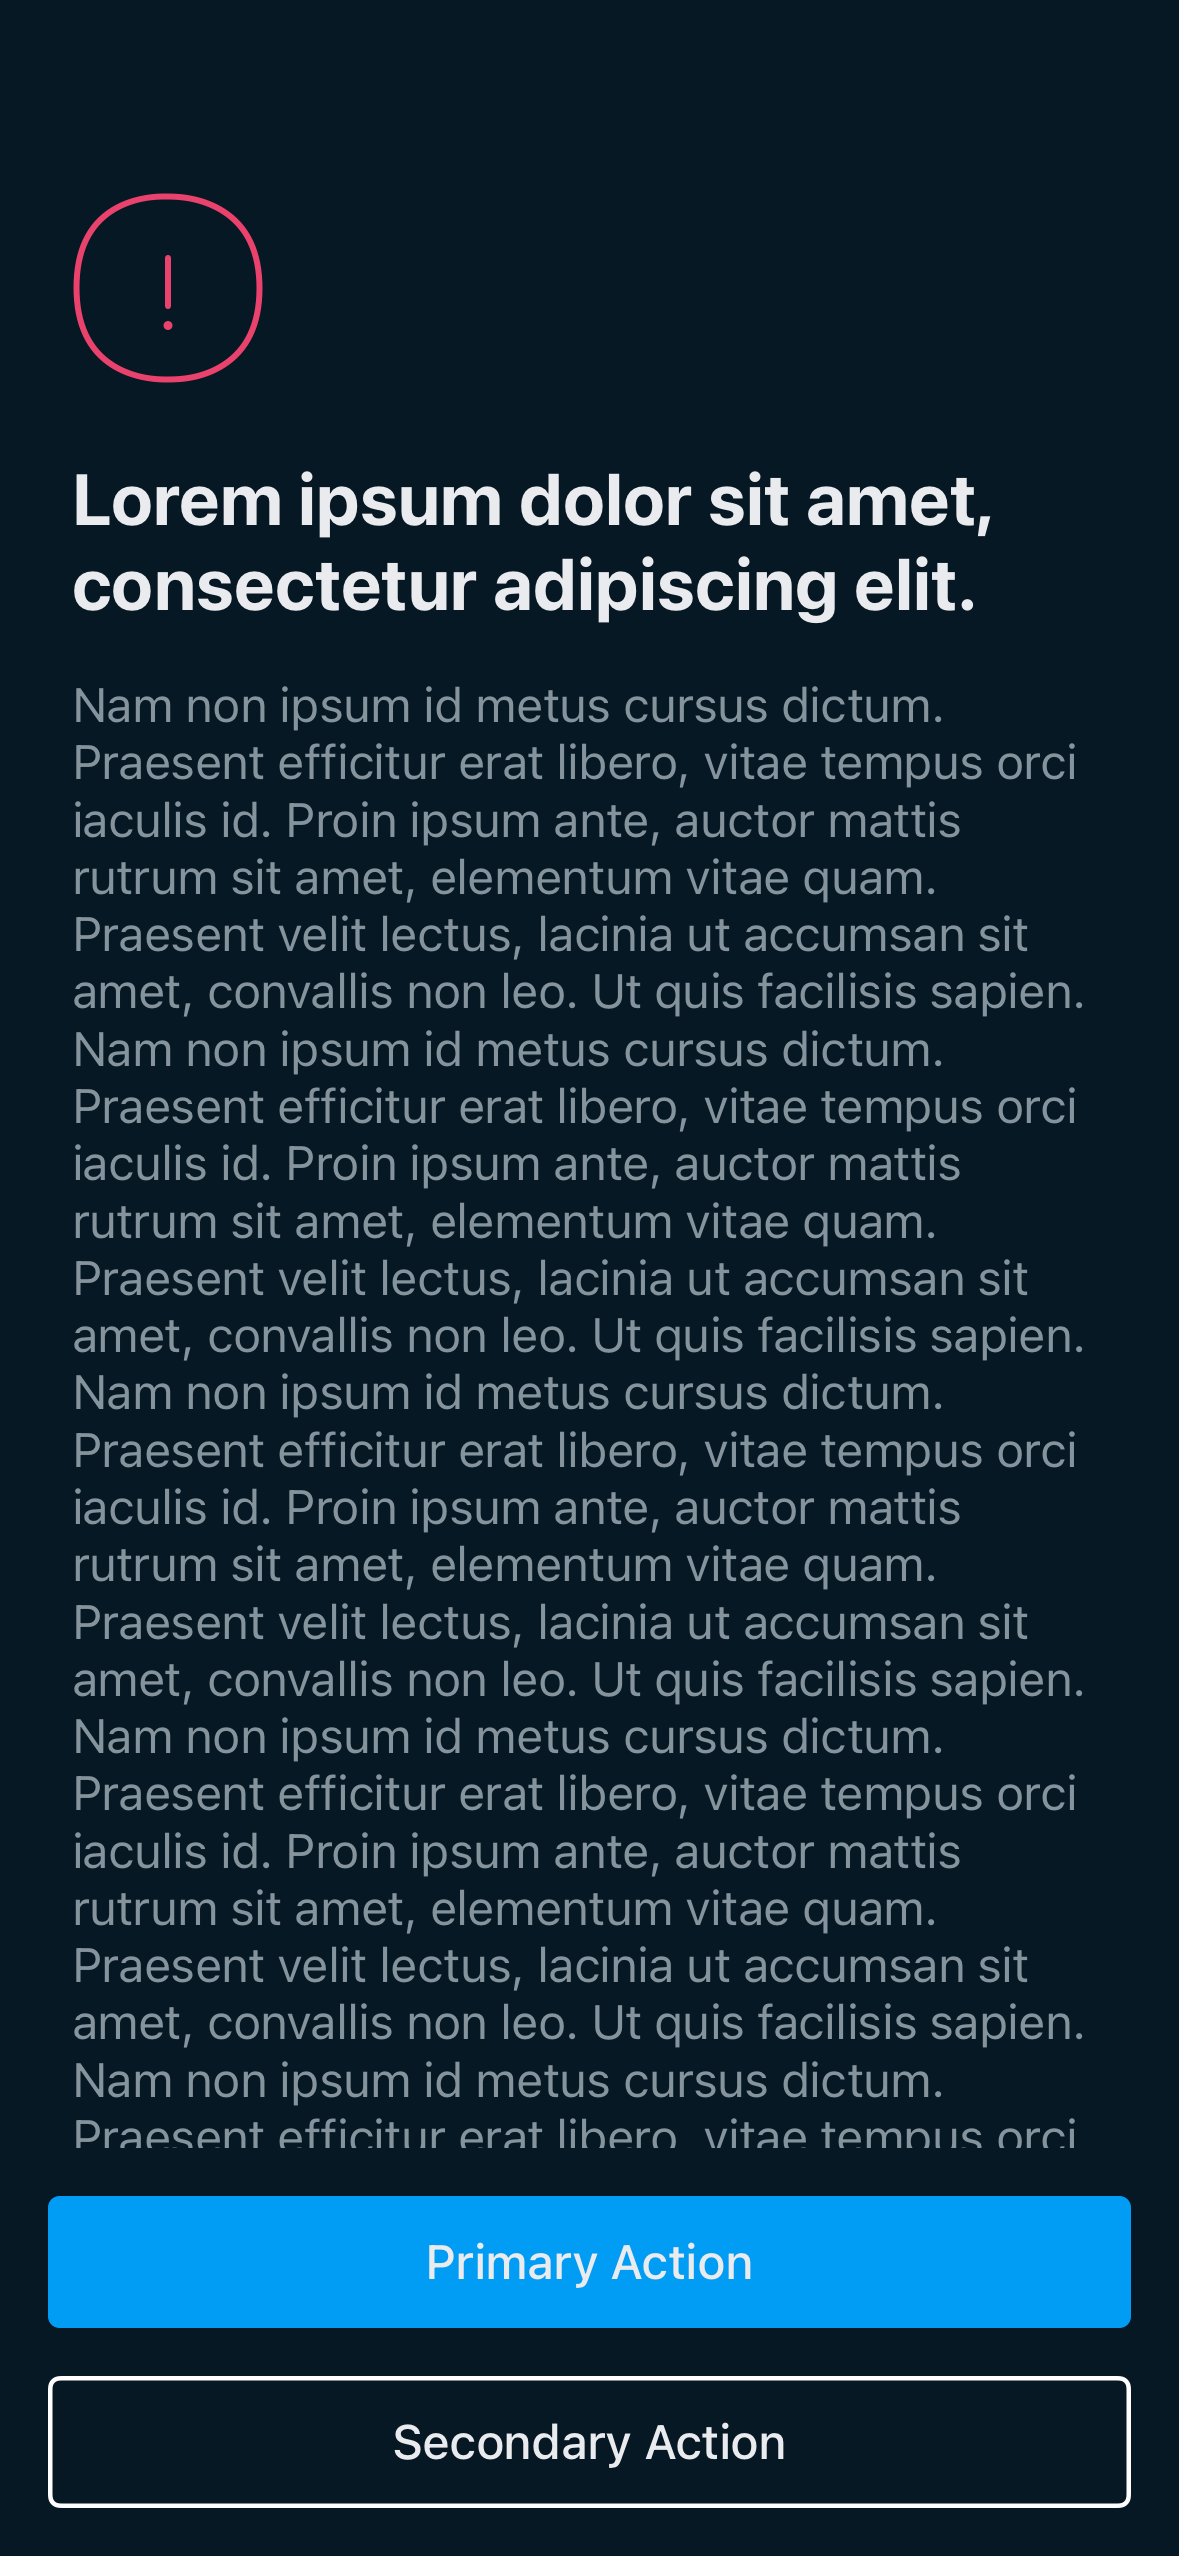 !
Lorem ipsum dolor sit amet,
consectetur adipiscing elit.
Nam non ipsum id metus cursus dictum.
Praesent efficitur erat libero, vitae tempus orci
iaculis id. Proin ipsum ante, auctor mattis
rutrum sit amet, elementum vitae quam.
Praesent velit lectus, lacinia ut accumsan sit
amet, convallis non leo. Ut quis facilisis sapien.
Nam non ipsum id metus cursus dictum.
Praesent efficitur erat libero, vitae tempus orci
iaculis id. Proin ipsum ante, auctor mattis
rutrum sit amet, elementum vitae quam.
Praesent velit lectus, lacinia ut accumsan sit
amet, convallis non leo. Ut quis facilisis sapien.
Nam non ipsum id metus cursus dictum.
Praesent efficitur erat libero, vitae tempus orci
iaculis id. Proin ipsum ante, auctor mattis
rutrum sit amet, elementum vitae quam.
Praesent velit lectus, lacinia ut accumsan sit
amet, convallis non leo. Ut quis facilisis sapien.
Nam non ipsum id metus cursus dictum.
Praesent efficitur erat libero, vitae tempus orci
iaculis id. Proin ipsum ante, auctor mattis
rutrum sit amet, elementum vitae quam.
Praesent velit lectus, lacinia ut accumsan sit
amet, convallis non leo. Ut quis facilisis sapien.
Nam non ipsum id metus cursus dictum.
Praesent efficitur erat libero, vitae tempus orci
Primary Action
Secondary Action